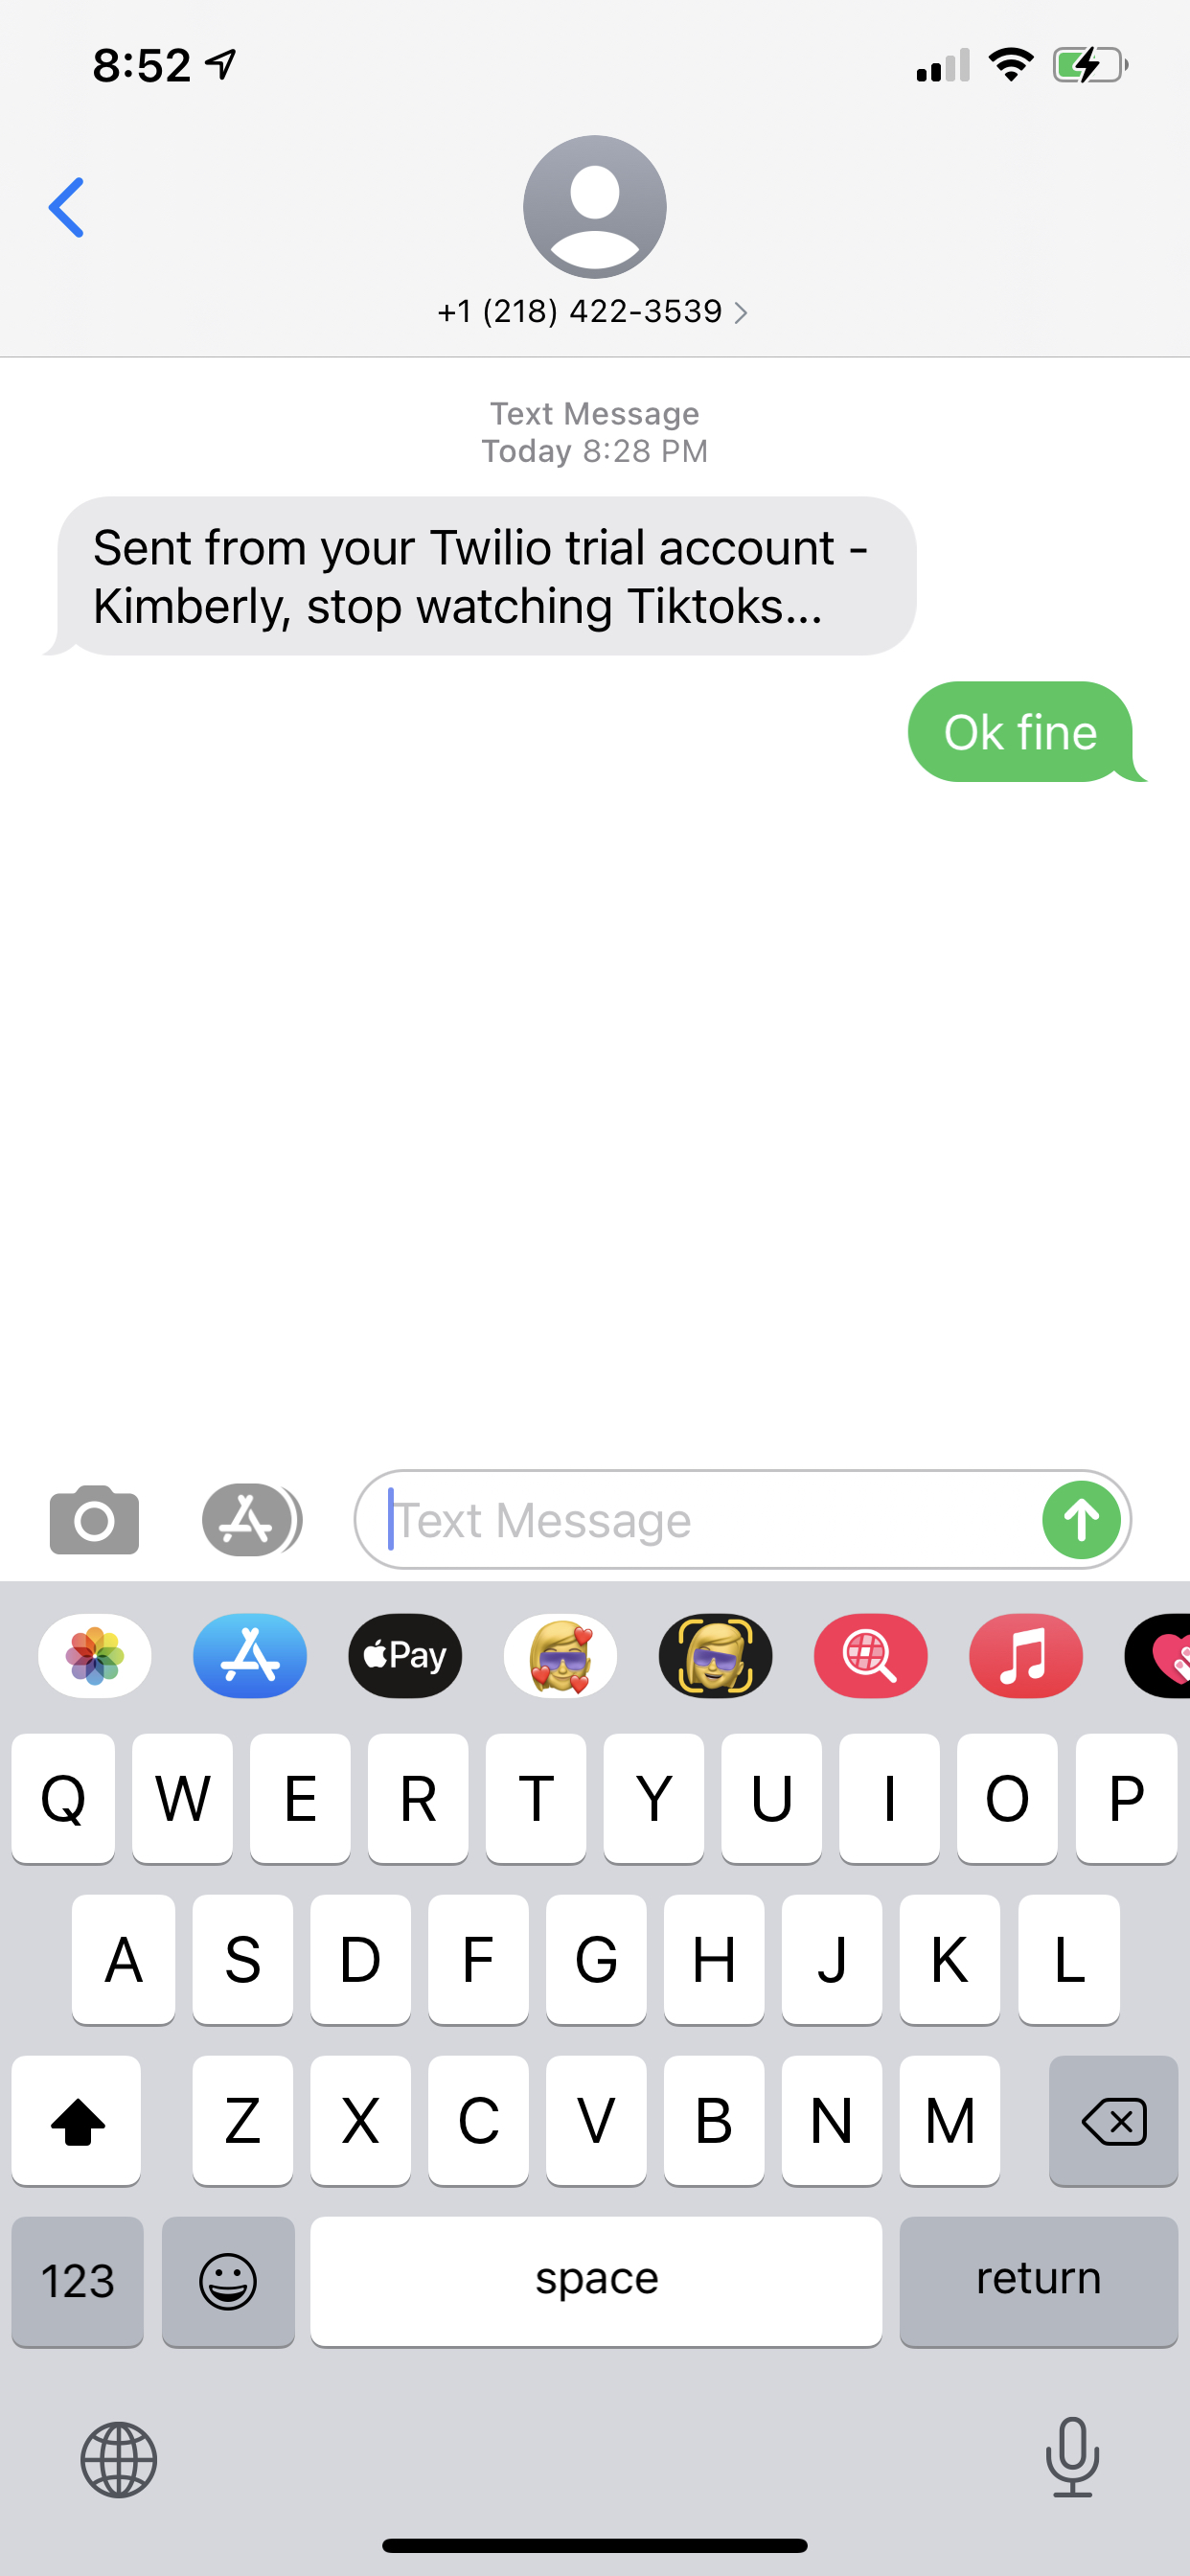 8:52
+1 (218) 422-3539
Text Message
Today 8:28 PM
Sent from your Twilio trial account -
Kimberly, stop watching Tiktoks...
Ok fine
Text Message
Pay
Q W E R T Y U I O P
A S D F G H J K L
Z X C V B N M
123 space return